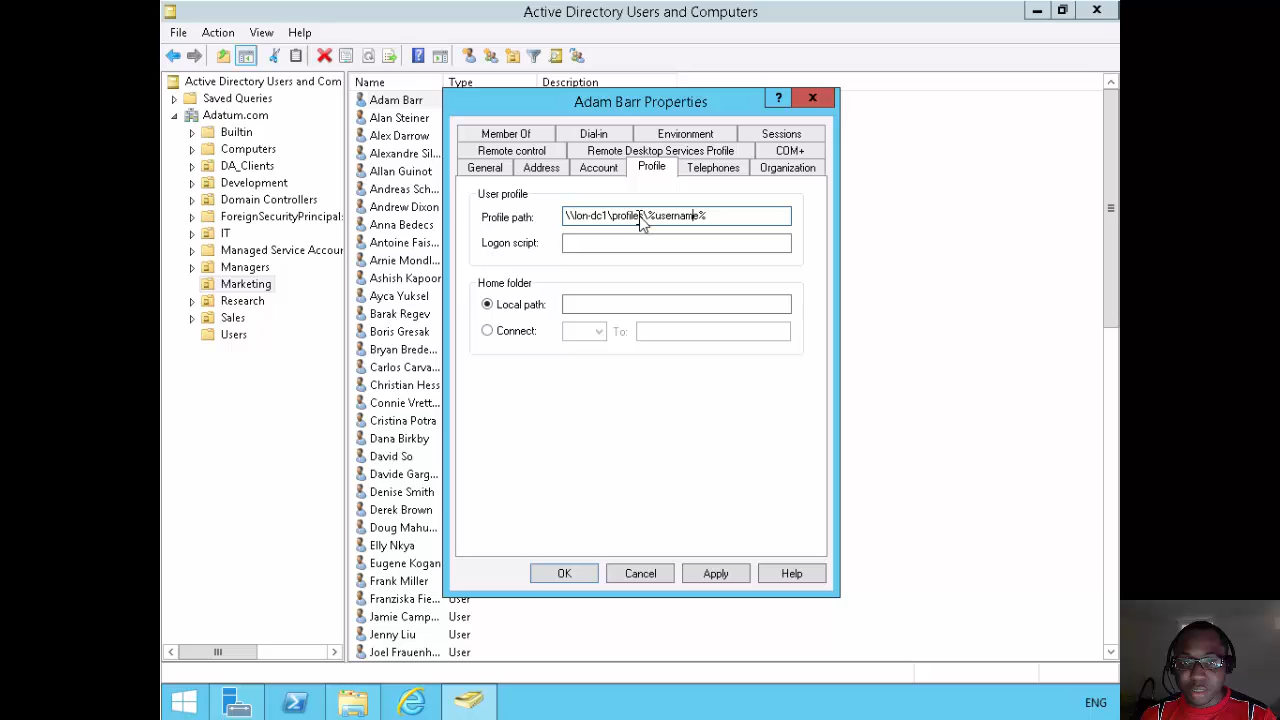 Active Directory Users and Computers
File Action View Help
Active Directory Users and Com
Saved Queries
Adatum.com
Builtin
Computers
DA_Clients
Development
Domain Controllers
ForeignSecurityPrincipal:
IT
Managed Service Accour
Managers
Marketing
Research
Sales
Users
Name Type Description
Adam Barr
Alan Steiner
Alex Darrow
Alexandre Sil...
Allan Guinot
Andreas Sch...
Andrew Dixon
Anna Bedecs
Antoine Fais...
Arnie Mondl...
Ashish Kapoor
Ayca Yuksel
Barak Regev
Boris Gresak
Bryan Brede...
Carlos Carva...
Christian Hess
Connie Vrett...
Cristina Potra
Dana Birkby
David So
Davide Garg...
Denise Smith
Derek Brown
Doug Mahu...
Elly Nkya
Eugene Kogan
Frank Miller
Franziska Fie... User
Jamie Camp... User
Jenny Liu User
Joel Frauenh... User
Adam Barr Properties
? X
Member Of Dial-in Environment Sessions
Remote control Remote Desktop Services Profile COM+
General Address Account Profile Telephones Organization
User profile
Profile path: \\lon-dc1\profiles\%username%
Logon script:
Home folder
Local path:
Connect: To:
OK Cancel Apply Help
ENG